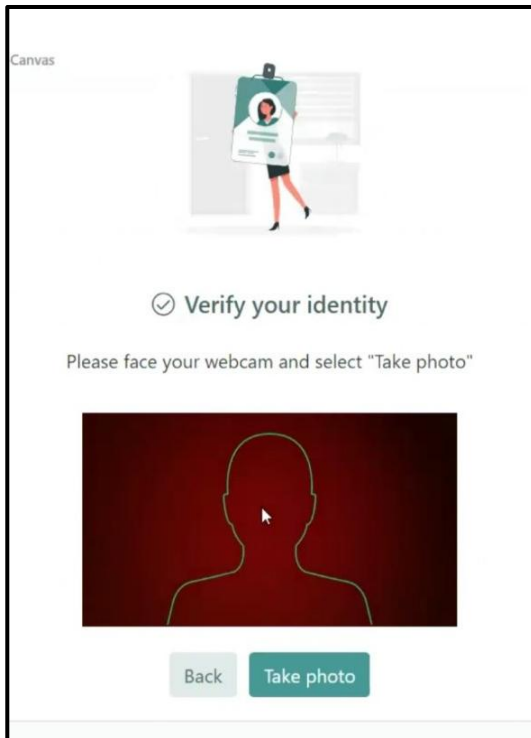 Canvas
Verify your identity
Please face your webcam and select "Take photo"
Back
Take photo